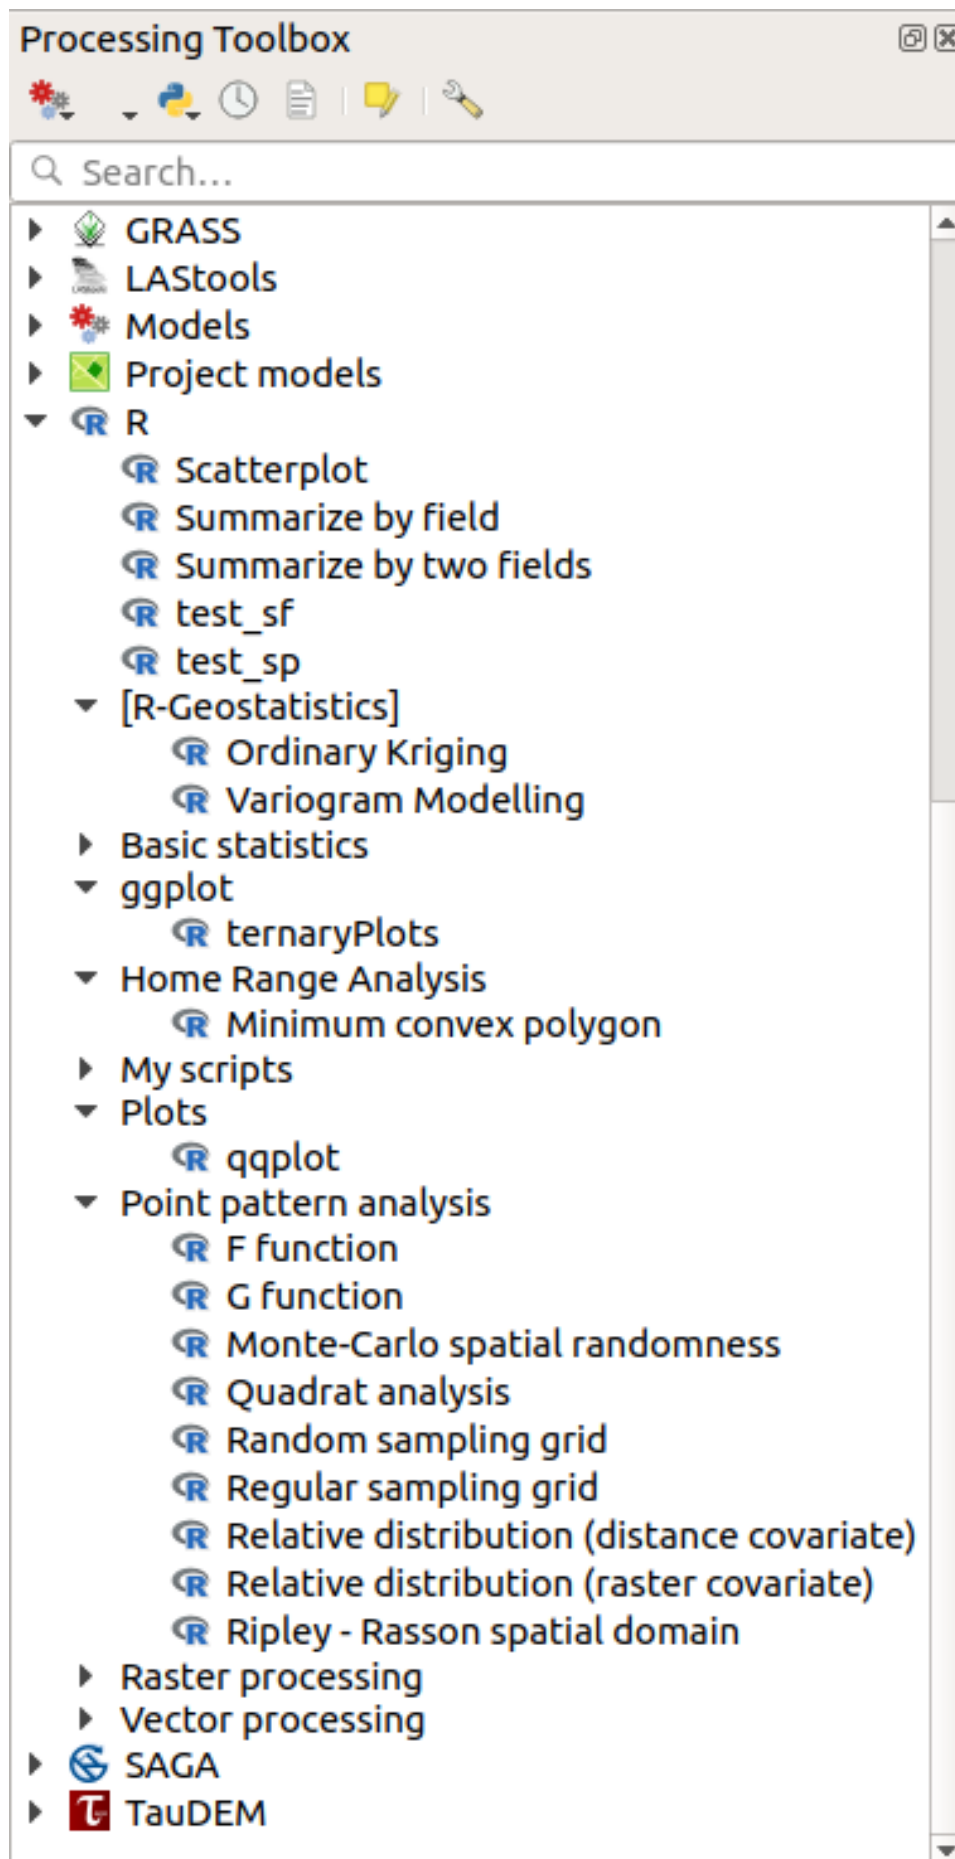 Processing Toolbox
Search...
GRASS
LAStools
Models
Project models
R
Scatterplot
Summarize by field
Summarize by two fields
test_sf
test_sp
[R-Geostatistics]
Ordinary Kriging
Variogram Modelling
Basic statistics
ggplot
ternaryPlots
Home Range Analysis
Minimum convex polygon
My scripts
Plots
qqplot
Point pattern analysis
F function
G function
Monte-Carlo spatial randomness
Quadrat analysis
Random sampling grid
Regular sampling grid
Relative distribution (distance covariate)
Relative distribution (raster covariate)
Ripley - Rasson spatial domain
Raster processing
Vector processing
SAGA
TauDEM